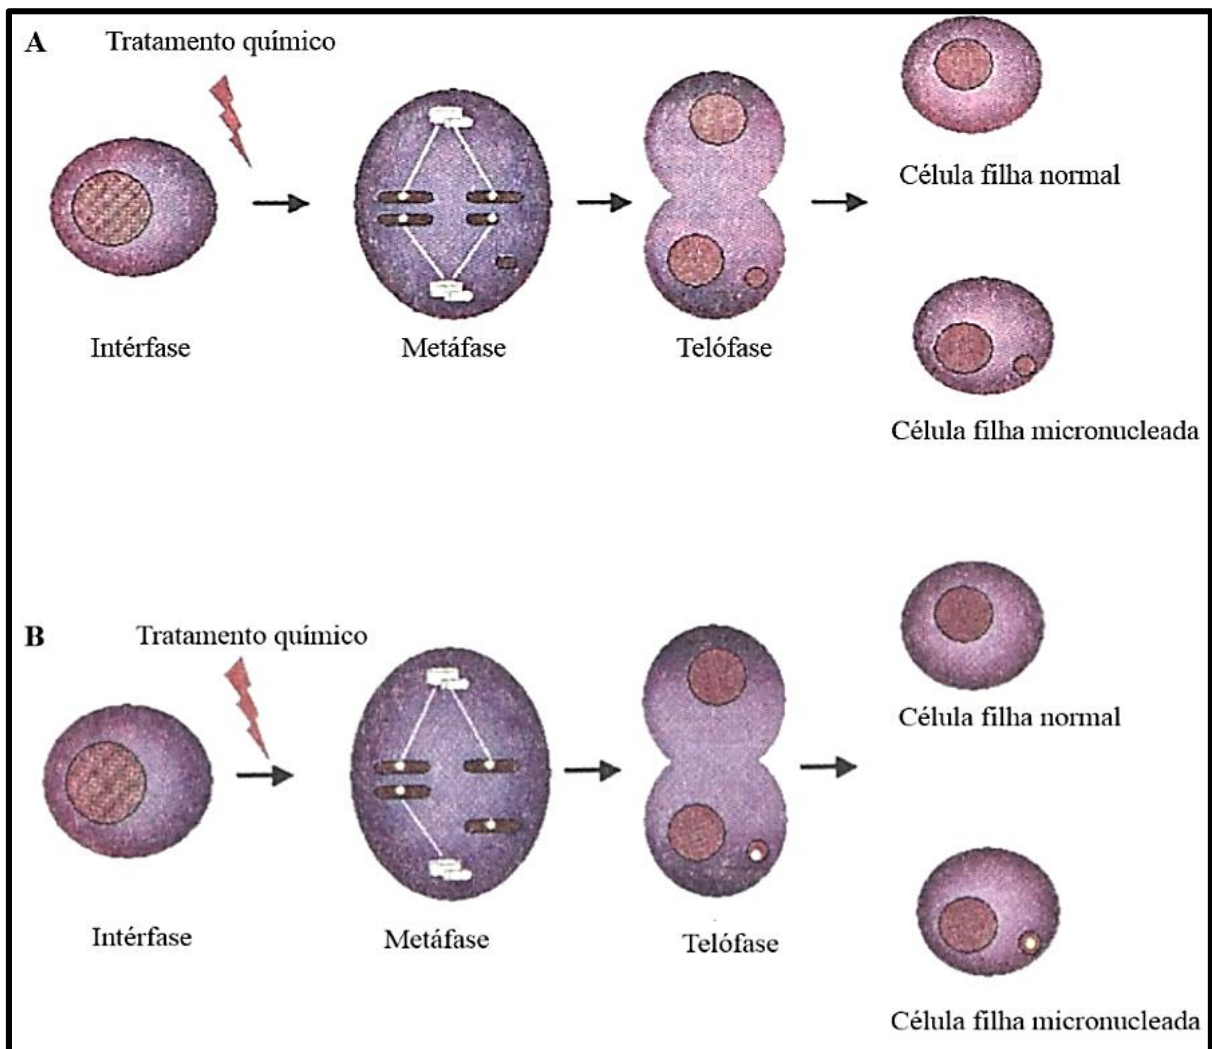 A
Tratamento químico
Intérfase
Metáfase
Telófase
Célula filha normal
Célula filha micronucleada
B
Tratamento químico
Intérfase
Metáfase
Telófase
Célula filha normal
Célula filha micronucleada